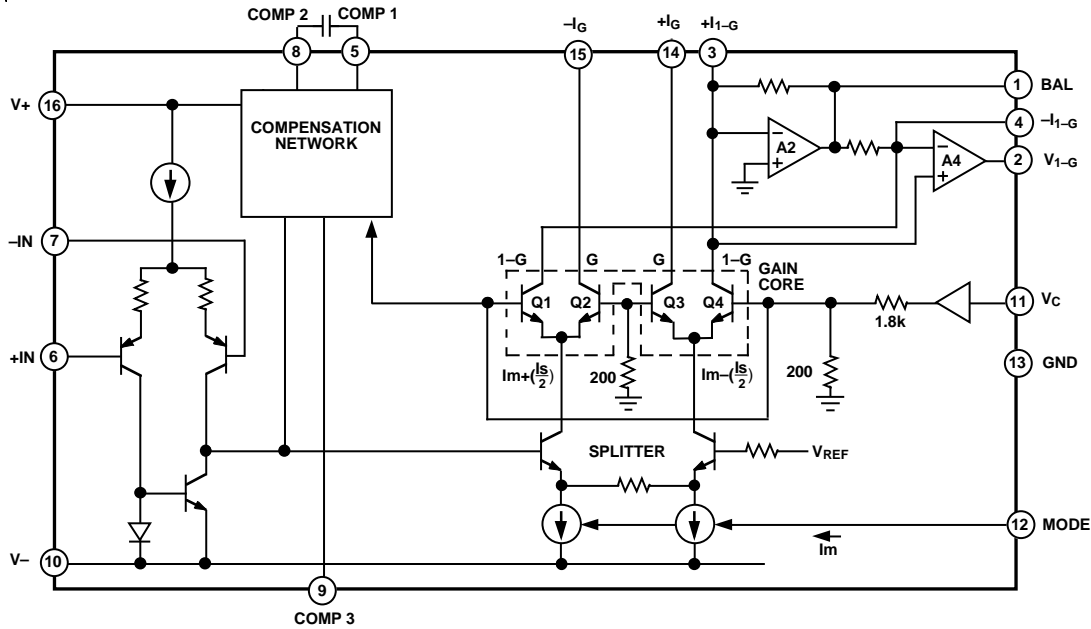 COMP 2
COMP 1
–IG
+IG
+I1–G
8
5
15
14
3
V+
16
COMPENSATION
NETWORK
1
BAL
A2
–
+
4
–I1–G
A4
–
+
2
V1–G
–IN
7
1–G
G
G
1–G
GAIN
CORE
Q1
Q2
Q3
Q4
11
VC
1.8k
+IN
6
13
GND
Im+(Is/2)
200
Im–(Is/2)
200
SPLITTER
VREF
12
MODE
Im
V–
10
9
COMP 3